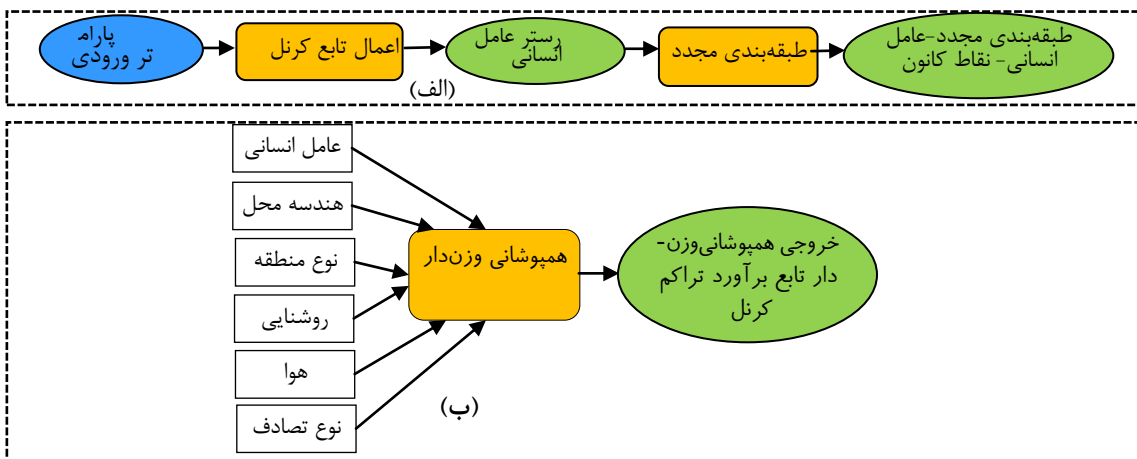 پارام
تر ورودی
اعمال تابع کرنل
رستر عامل
انسانی
طبقه‌بندی مجدد
طبقه‌بندی مجدد-عامل
انسانی- نقاط کانون
(الف)
عامل انسانی
هندسه محل
نوع منطقه
روشنایی
هوا
نوع تصادف
همپوشانی وزن‌دار
خروجی همپوشانی‌وزن-
دار تابع برآورد تراکم
کرنل
(ب)